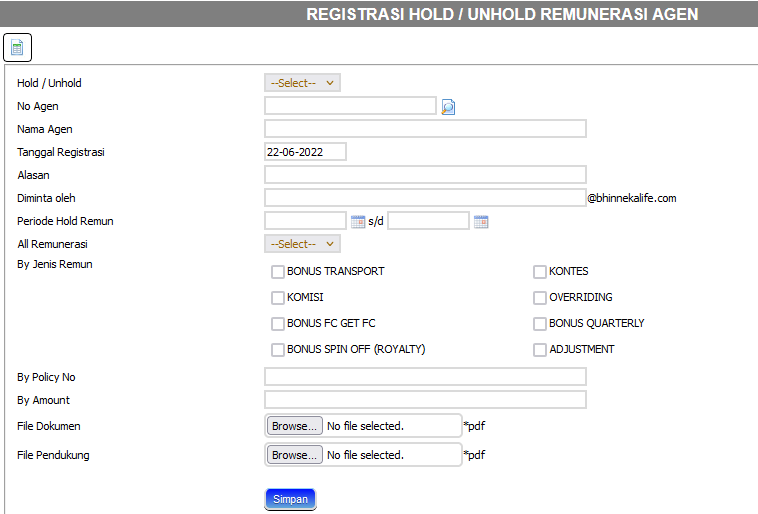 REGISTRASI HOLD / UNHOLD REMUNERASI AGEN
Hold / Unhold --Select--
No Agen
Nama Agen
Tanggal Registrasi 22-06-2022
Alasan
Diminta oleh @bhinnekalife.com
Periode Hold Remun s/d
All Remunerasi --Select--
By Jenis Remun
BONUS TRANSPORT KONTES
KOMISI OVERRIDING
BONUS FC GET FC BONUS QUARTERLY
BONUS SPIN OFF (ROYALTY) ADJUSTMENT
By Policy No
By Amount
File Dokumen Browse... No file selected. *pdf
File Pendukung Browse... No file selected. *pdf
Simpan